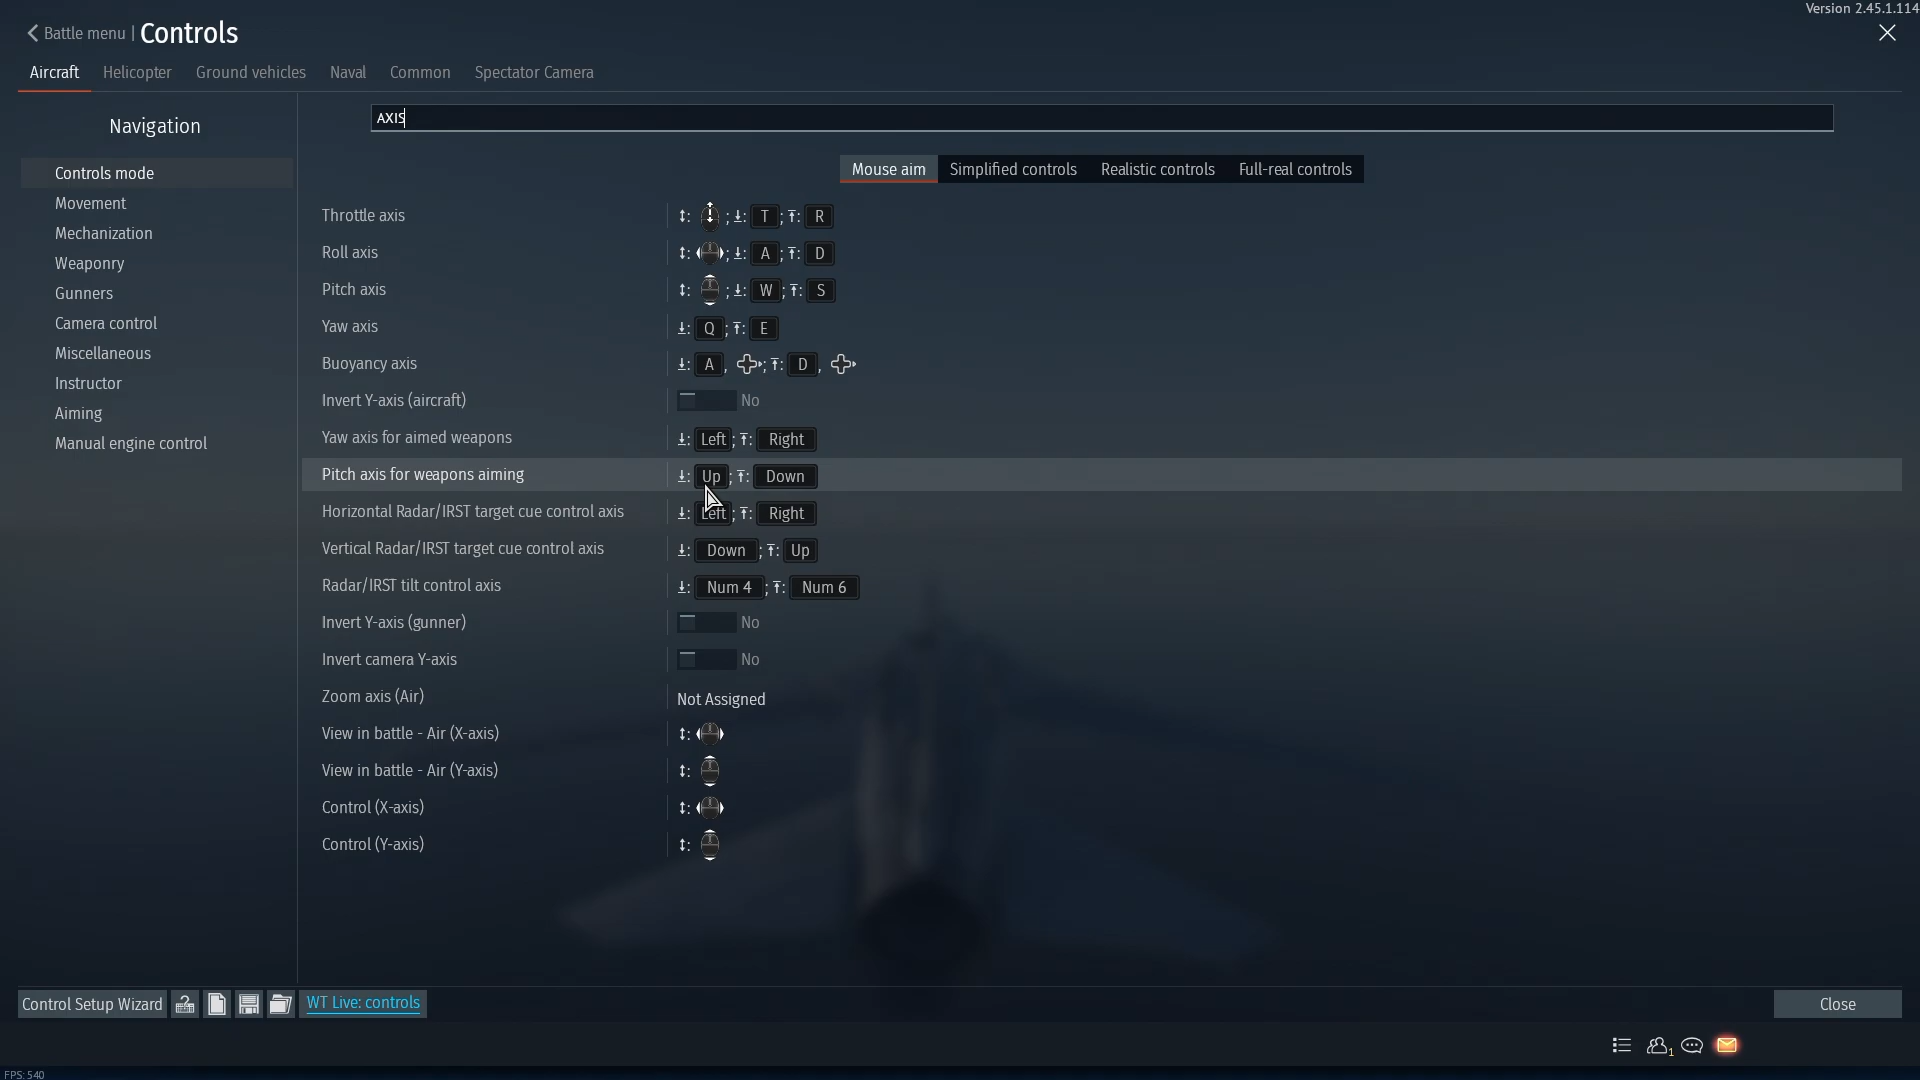 Version 2.45.1.114
Battle menu | Controls
Aircraft Helicopter Ground vehicles Naval Common Spectator Camera
Navigation
Controls mode
Movement
Mechanization
Weaponry
Gunners
Camera control
Miscellaneous
Instructor
Aiming
Manual engine control
AXIS
Mouse aim Simplified controls Realistic controls Full-real controls
Throttle axis ; T ; R
Roll axis ; A ; D
Pitch axis ; W ; S
Yaw axis Q ; E
Buoyancy axis A , ; D ,
Invert Y-axis (aircraft) No
Yaw axis for aimed weapons Left ; Right
Pitch axis for weapons aiming Up ; Down
Horizontal Radar/IRST target cue control axis Left ; Right
Vertical Radar/IRST target cue control axis Down ; Up
Radar/IRST tilt control axis Num 4 ; Num 6
Invert Y-axis (gunner) No
Invert camera Y-axis No
Zoom axis (Air) Not Assigned
View in battle - Air (X-axis)
View in battle - Air (Y-axis)
Control (X-axis)
Control (Y-axis)
Control Setup Wizard WT Live: controls Close
1
FPS: 540